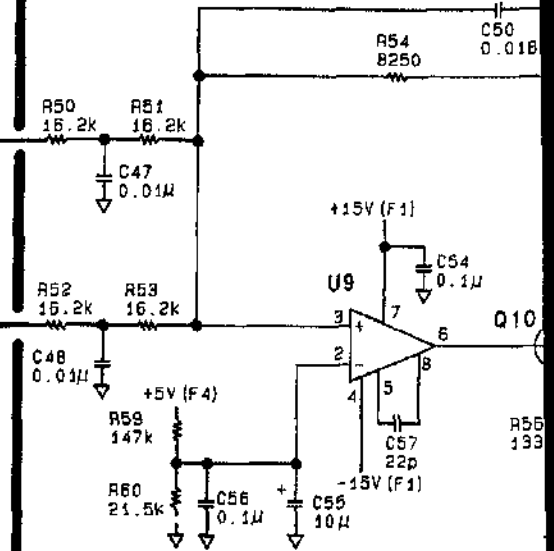 C50
0.018
R54
8250
R50
R51
16.2k
16.2k
C47
0.01µ
+15V(F1)
C54
0.1µ
U9
R52
R53
16.2k
16.2k
7
3
+
6
Q10
2
-
8
C48
0.01µ
4
5
+5V(F4)
R59
147k
R56
133
C57
22p
-15V(F1)
R60
21.5k
C56
0.1µ
+
C55
10µ